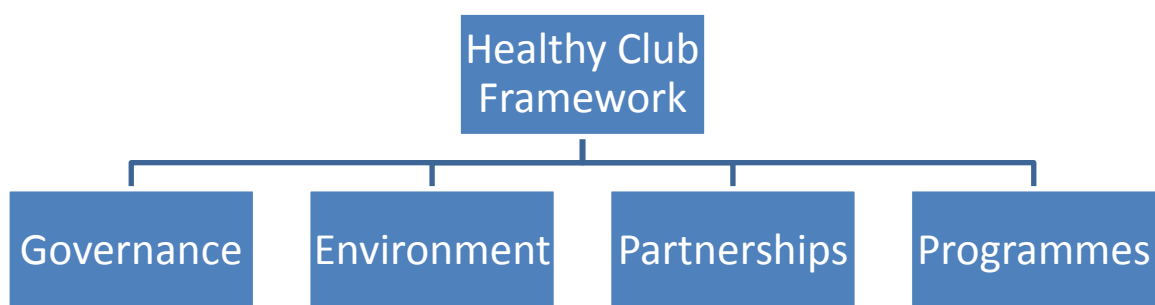 Healthy Club
Framework
Governance
Environment
Partnerships
Programmes